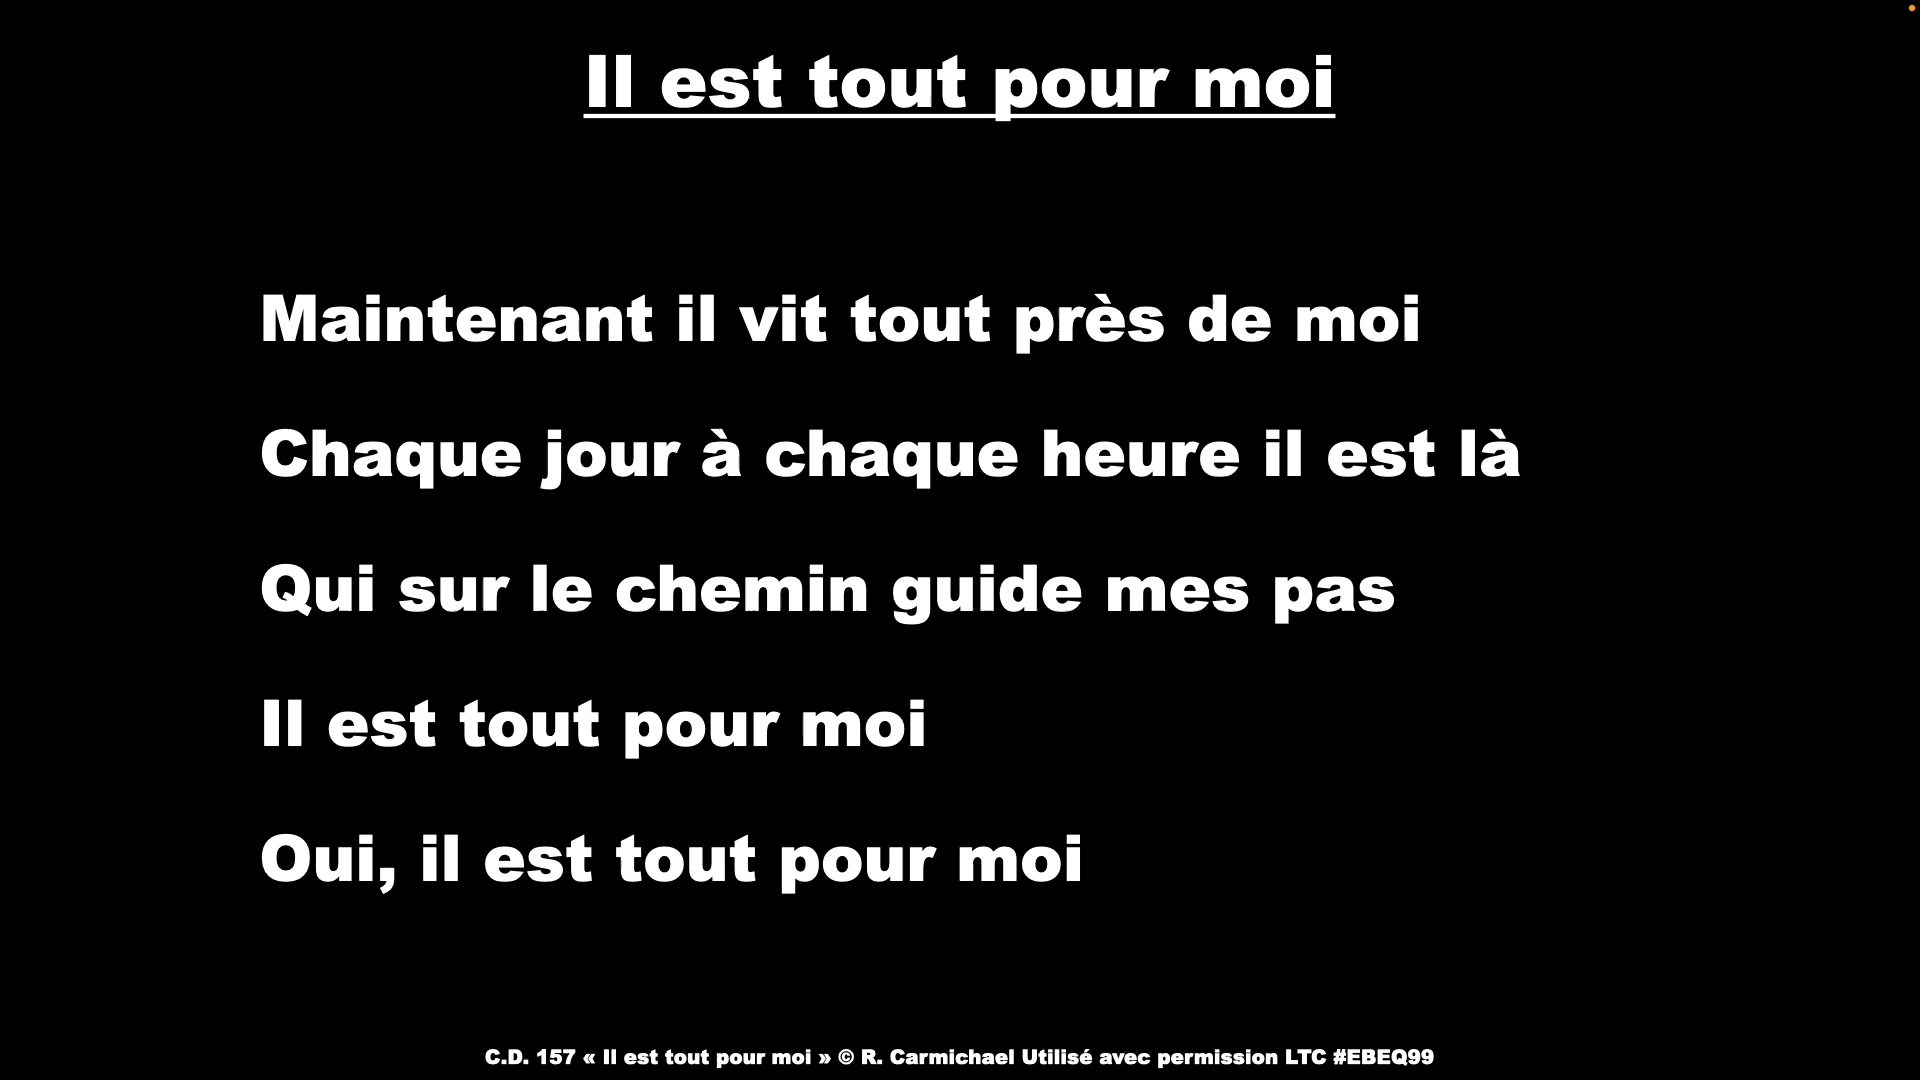 Il est tout pour moi
Maintenant il vit tout près de moi
Chaque jour à chaque heure il est là
Qui sur le chemin guide mes pas
Il est tout pour moi
Oui, il est tout pour moi
C.D. 157 « Il est tout pour moi » © R. Carmichael Utilisé avec permission LTC #EBEQ99